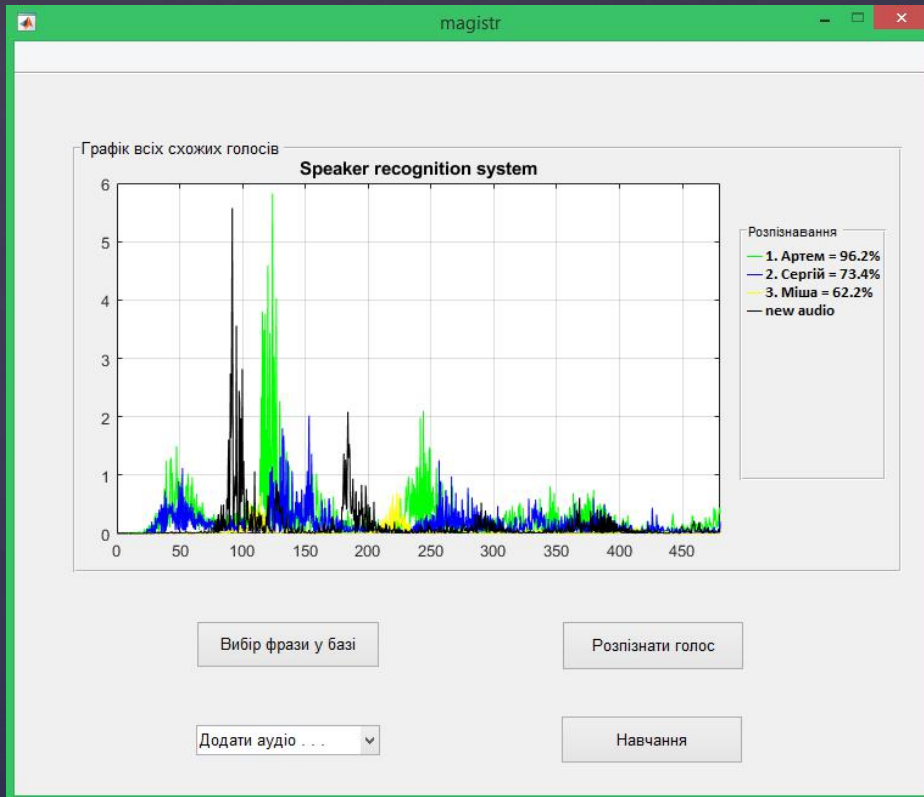 magistr
Графік всіх схожих голосів
Speaker recognition system
6
5
4
3
2
1
0
0 50 100 150 200 250 300 350 400 450
Розпізнавання
1. Артем = 96.2%
2. Сергій = 73.4%
3. Міша = 62.2%
new audio
Вибір фрази у базі
Розпізнати голос
Додати аудіо . . .
Навчання